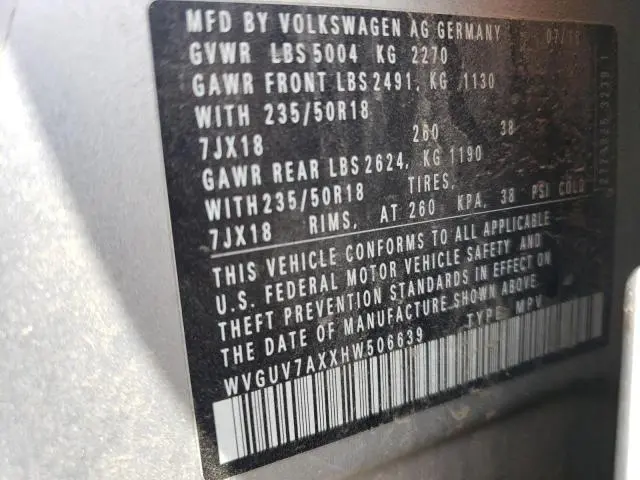 MFD BY VOLKSWAGEN AG GERMANY
GVWR LBS 5004 KG 2270
GAWR FRONT LBS 2491, KG 1130
WITH 235/50R18
7JX18 260 38
GAWR REAR LBS 2624, KG 1190
WITH 235/50R18 TIRES,
7JX18 RIMS, AT 260 KPA, 38 PSI COLD
THIS VEHICLE CONFORMS TO ALL APPLICABLE
U.S. FEDERAL MOTOR VEHICLE SAFETY AND
THEFT PREVENTION STANDARDS IN EFFECT ON
THE DATE OF MANUFACTURE SHOWN ABOVE.
WVGUV7AXXHW506639 TYPE MPV